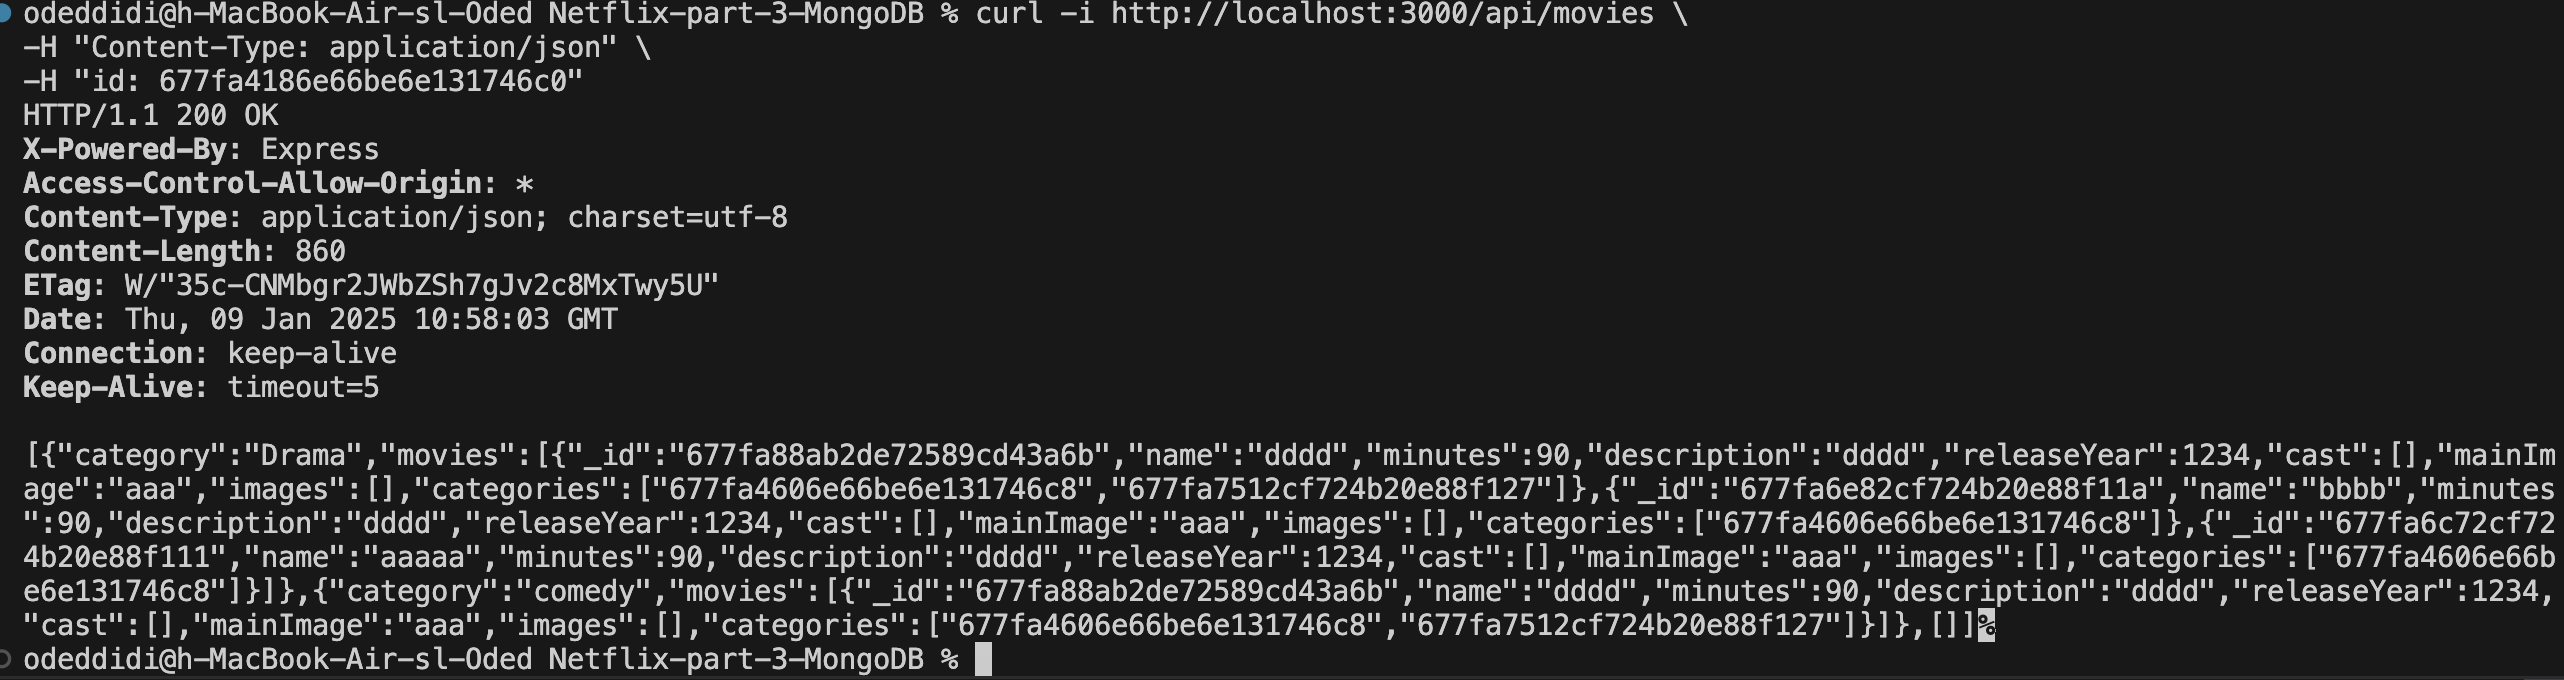 odeddidi@h-MacBook-Air-sl-Oded Netflix-part-3-MongoDB % curl -i http://localhost:3000/api/movies \
-H "Content-Type: application/json" \
-H "id: 677fa4186e66be6e131746c0"
HTTP/1.1 200 OK
X-Powered-By: Express
Access-Control-Allow-Origin: *
Content-Type: application/json; charset=utf-8
Content-Length: 860
ETag: W/"35c-CNMbgr2JWbZSh7gJv2c8MxTwy5U"
Date: Thu, 09 Jan 2025 10:58:03 GMT
Connection: keep-alive
Keep-Alive: timeout=5

[{"category":"Drama","movies":[{"_id":"677fa88ab2de72589cd43a6b","name":"dddd","minutes":90,"description":"dddd","releaseYear":1234,"cast":[],"mainIm
age":"aaa","images":[],"categories":["677fa4606e66be6e131746c8","677fa7512cf724b20e88f127"]},{"_id":"677fa6e82cf724b20e88f11a","name":"bbbb","minutes
":90,"description":"dddd","releaseYear":1234,"cast":[],"mainImage":"aaa","images":[],"categories":["677fa4606e66be6e131746c8"]},{"_id":"677fa6c72cf72
4b20e88f111","name":"aaaaa","minutes":90,"description":"dddd","releaseYear":1234,"cast":[],"mainImage":"aaa","images":[],"categories":["677fa4606e66b
e6e131746c8"]}]},{"category":"comedy","movies":[{"_id":"677fa88ab2de72589cd43a6b","name":"dddd","minutes":90,"description":"dddd","releaseYear":1234,
"cast":[],"mainImage":"aaa","images":[],"categories":["677fa4606e66be6e131746c8","677fa7512cf724b20e88f127"]}]},[]]%
odeddidi@h-MacBook-Air-sl-Oded Netflix-part-3-MongoDB %